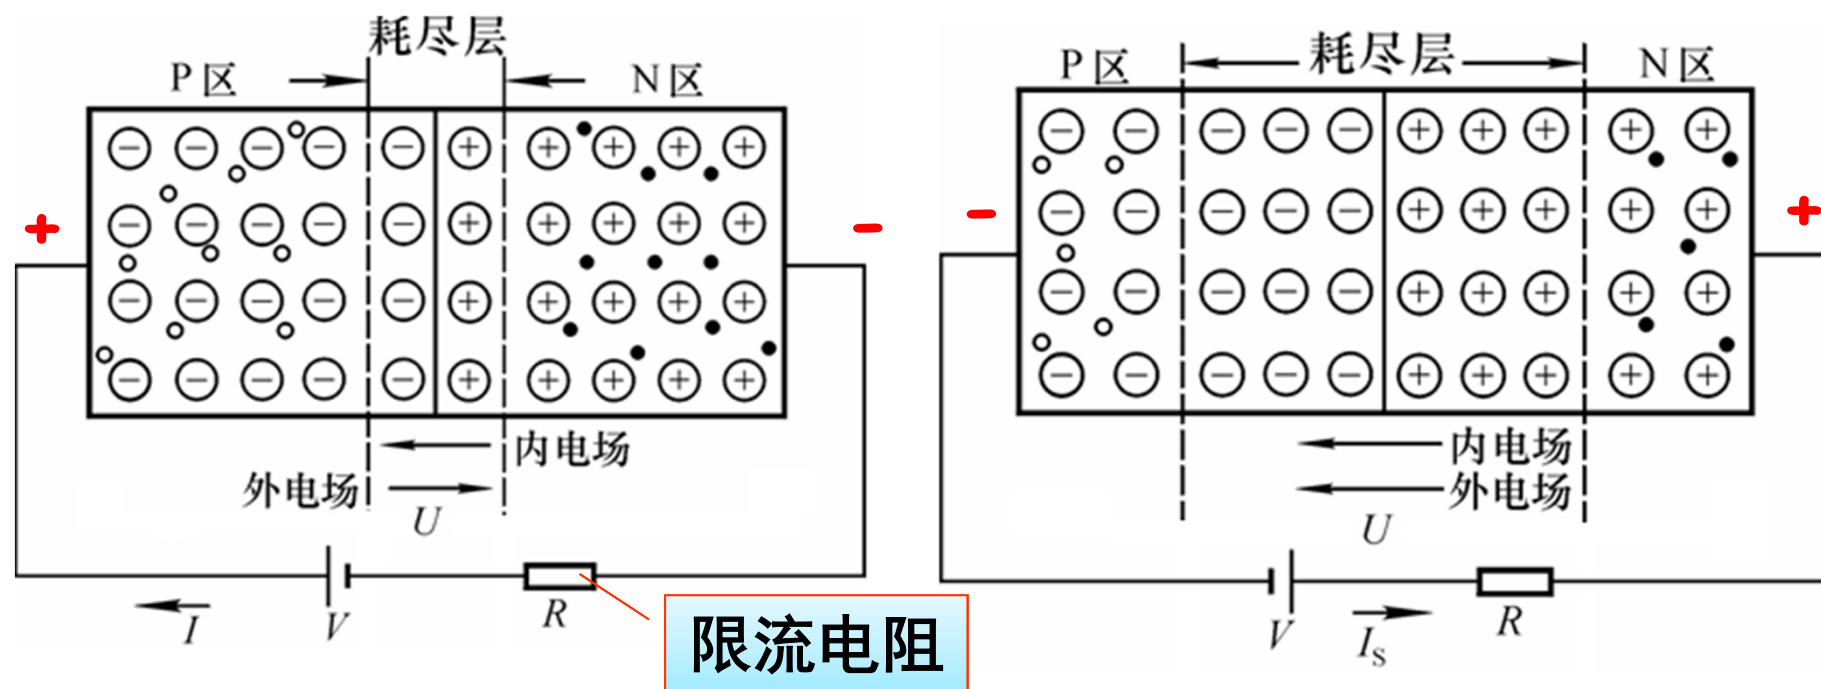 耗尽层
P区
N区
+
-
内电场
外电场
U
I
V
R
限流电阻
耗尽层
P区
N区
-
+
内电场
外电场
U
V
IS
R